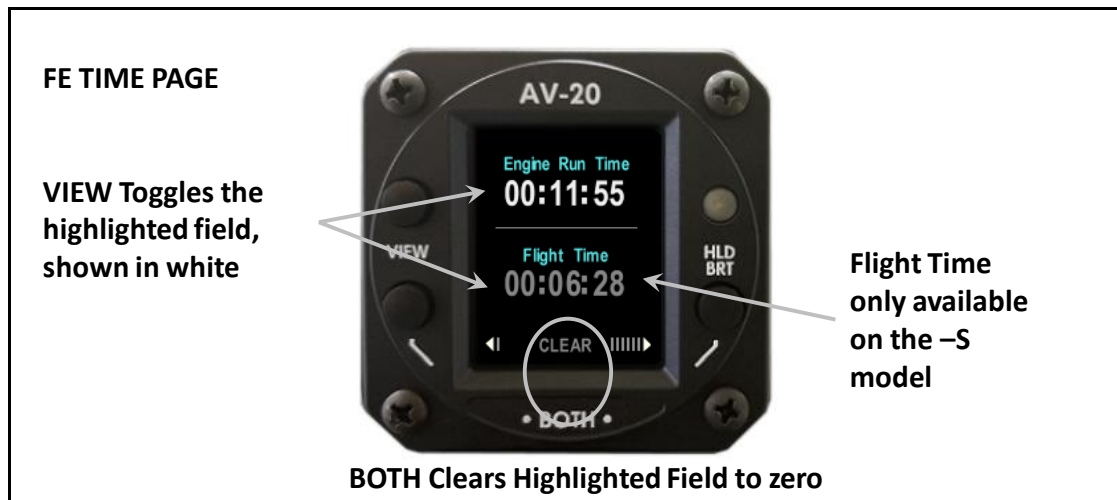 FE TIME PAGE
AV-20
Engine Run Time
00:11:55
VIEW Toggles the
highlighted field,
shown in white
VIEW
HLD
BRT
Flight Time
00:06:28
Flight Time
only available
on the –S
model
CLEAR
• BOTH •
BOTH Clears Highlighted Field to zero